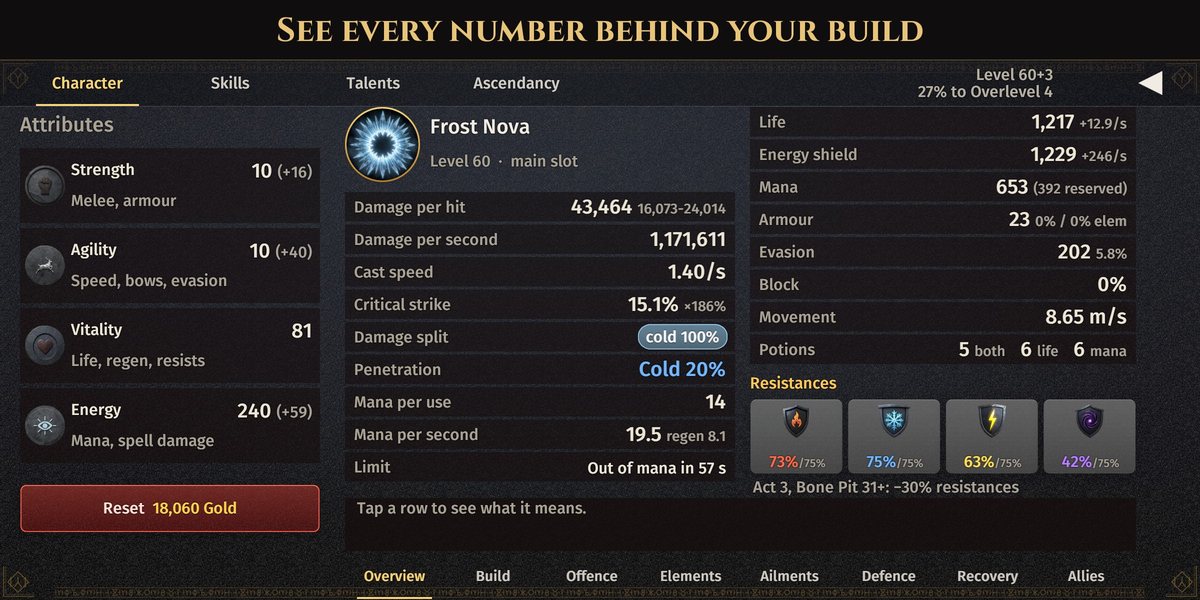 SEE EVERY NUMBER BEHIND YOUR BUILD
Character Skills Talents Ascendancy
Level 60+3
27% to Overlevel 4
Attributes
Strength 10 (+16)
Melee, armour
Agility 10 (+40)
Speed, bows, evasion
Vitality 81
Life, regen, resists
Energy 240 (+59)
Mana, spell damage
Reset 18,060 Gold
Frost Nova
Level 60 · main slot
Damage per hit 43,464 16,073–24,014
Damage per second 1,171,611
Cast speed 1.40/s
Critical strike 15.1% ×186%
Damage split cold 100%
Penetration Cold 20%
Mana per use 14
Mana per second 19.5 regen 8.1
Limit Out of mana in 57 s
Tap a row to see what it means.
Life 1,217 +12.9/s
Energy shield 1,229 +246/s
Mana 653 (392 reserved)
Armour 23 0% / 0% elem
Evasion 202 5.8%
Block 0%
Movement 8.65 m/s
Potions 5 both 6 life 6 mana
Resistances
73%/75% 75%/75% 63%/75% 42%/75%
Act 3, Bone Pit 31+: −30% resistances
Overview Build Offence Elements Ailments Defence Recovery Allies